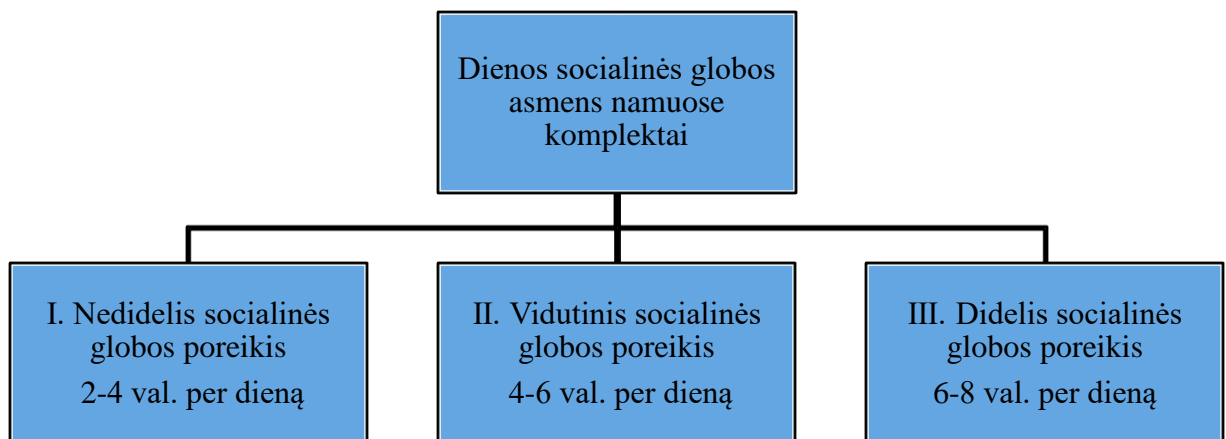 Dienos socialinės globos
asmens namuose
komplektai
I. Nedidelis socialinės
globos poreikis
2-4 val. per dieną
II. Vidutinis socialinės
globos poreikis
4-6 val. per dieną
III. Didelis socialinės
globos poreikis
6-8 val. per dieną